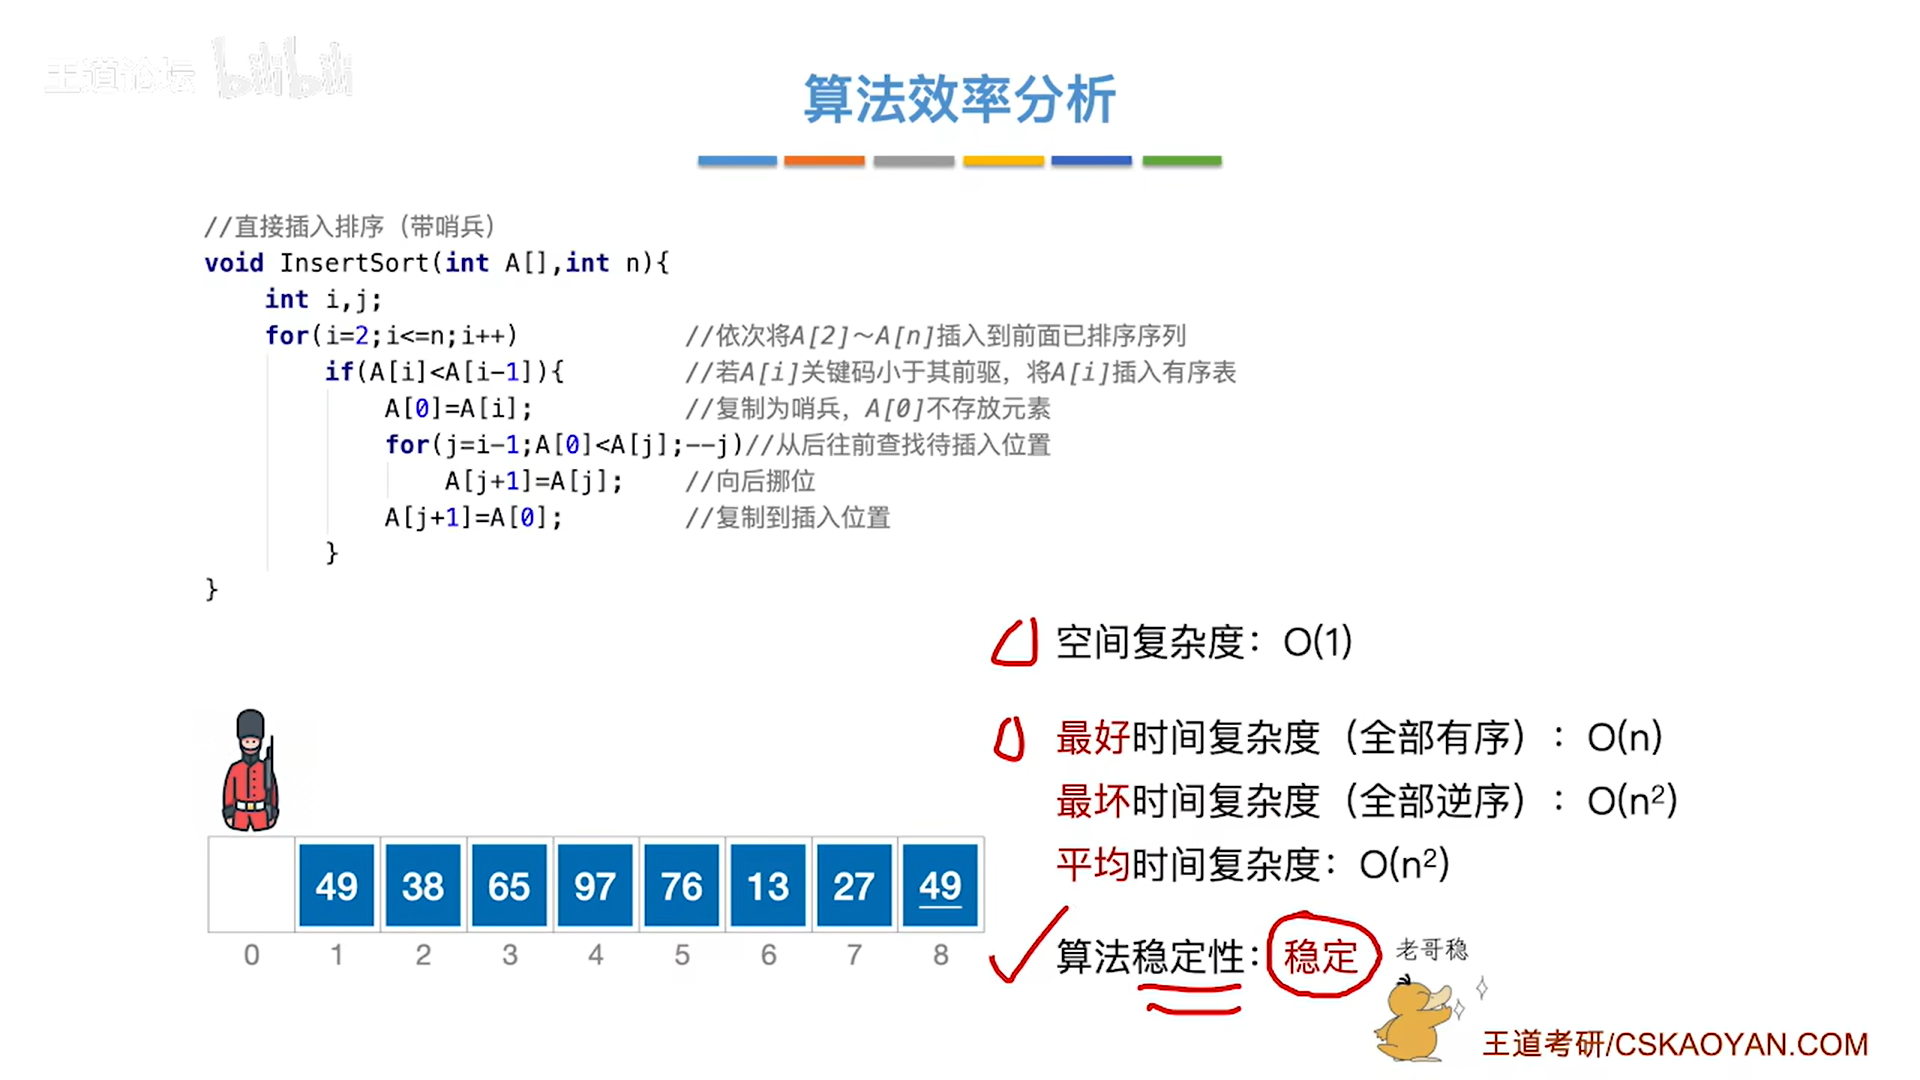 王道论坛 bilibili
算法效率分析
//直接插入排序（带哨兵）
void InsertSort(int A[],int n){
int i,j;
for(i=2;i<=n;i++) //依次将A[2]～A[n]插入到前面已排序序列
if(A[i]<A[i-1]){ //若A[i]关键码小于其前驱，将A[i]插入有序表
A[0]=A[i]; //复制为哨兵，A[0]不存放元素
for(j=i-1;A[0]<A[j];--j)//从后往前查找待插入位置
A[j+1]=A[j]; //向后挪位
A[j+1]=A[0]; //复制到插入位置
}
}
空间复杂度：O(1)
最好时间复杂度（全部有序）：O(n)
最坏时间复杂度（全部逆序）：O(n²)
平均时间复杂度：O(n²)
算法稳定性：稳定
老哥稳
49 38 65 97 76 13 27 49
0 1 2 3 4 5 6 7 8
王道考研/CSKAOYAN.COM